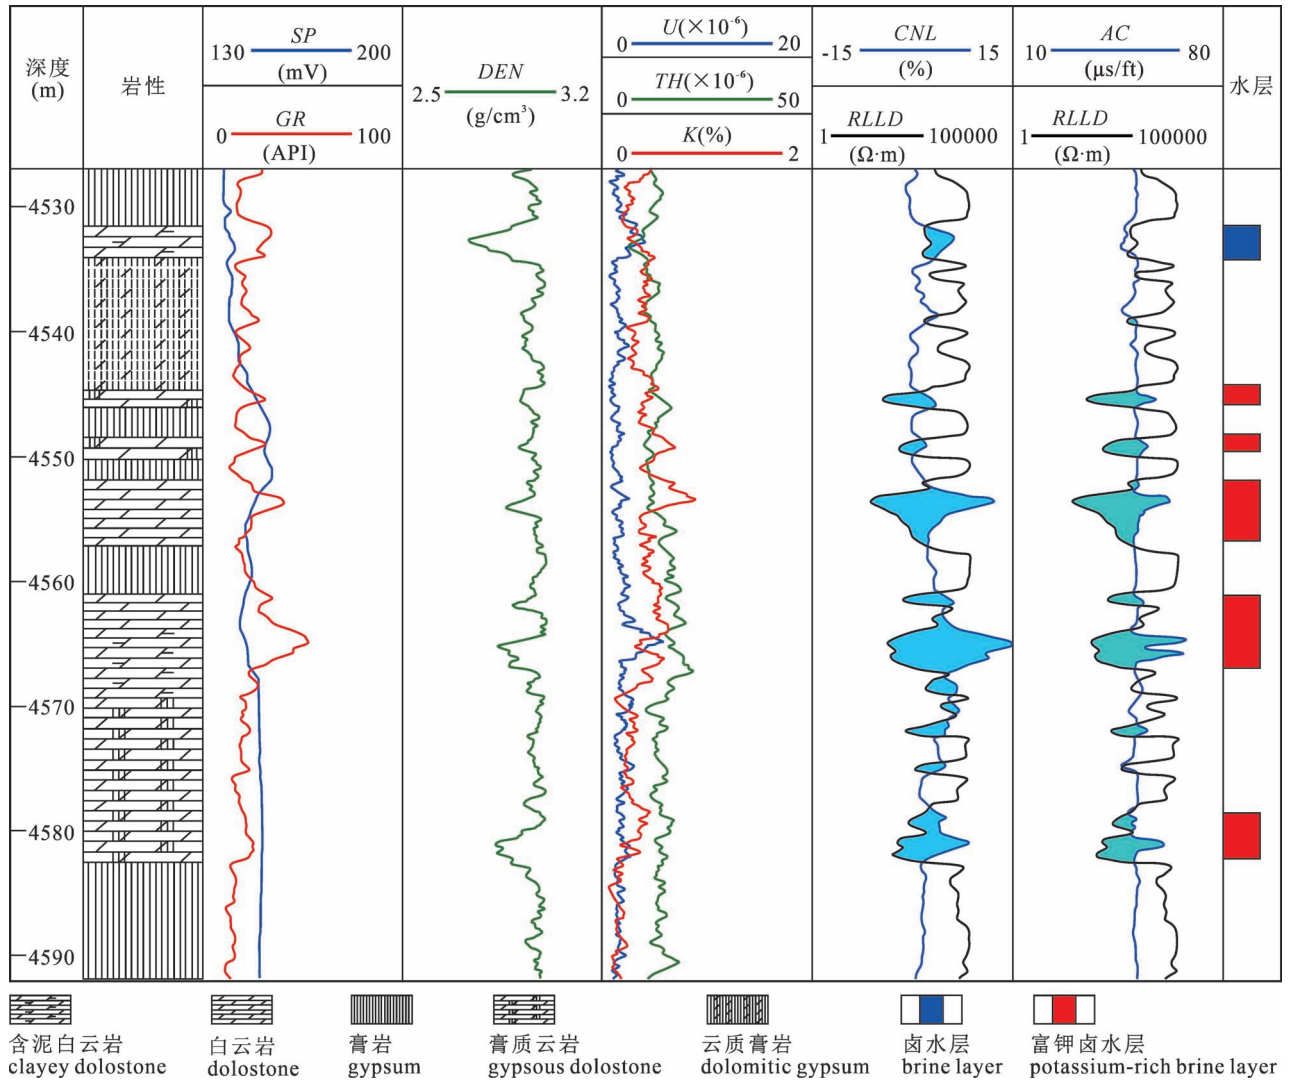 深度
(m)
岩性
SP
130 200
(mV)
GR
0 100
(API)
DEN
2.5 3.2
(g/cm³)
U(×10⁻⁶)
0 20
TH(×10⁻⁶)
0 50
K(%)
0 2
CNL
-15 15
(%)
RLLD
1 100000
(Ω·m)
AC
10 80
(μs/ft)
RLLD
1 100000
(Ω·m)
水层
4530
4540
4550
4560
4570
4580
4590
含泥白云岩
clayey dolostone
白云岩
dolostone
膏岩
gypsum
膏质云岩
gypsous dolostone
云质膏岩
dolomitic gypsum
卤水层
brine layer
富钾卤水层
potassium-rich brine layer